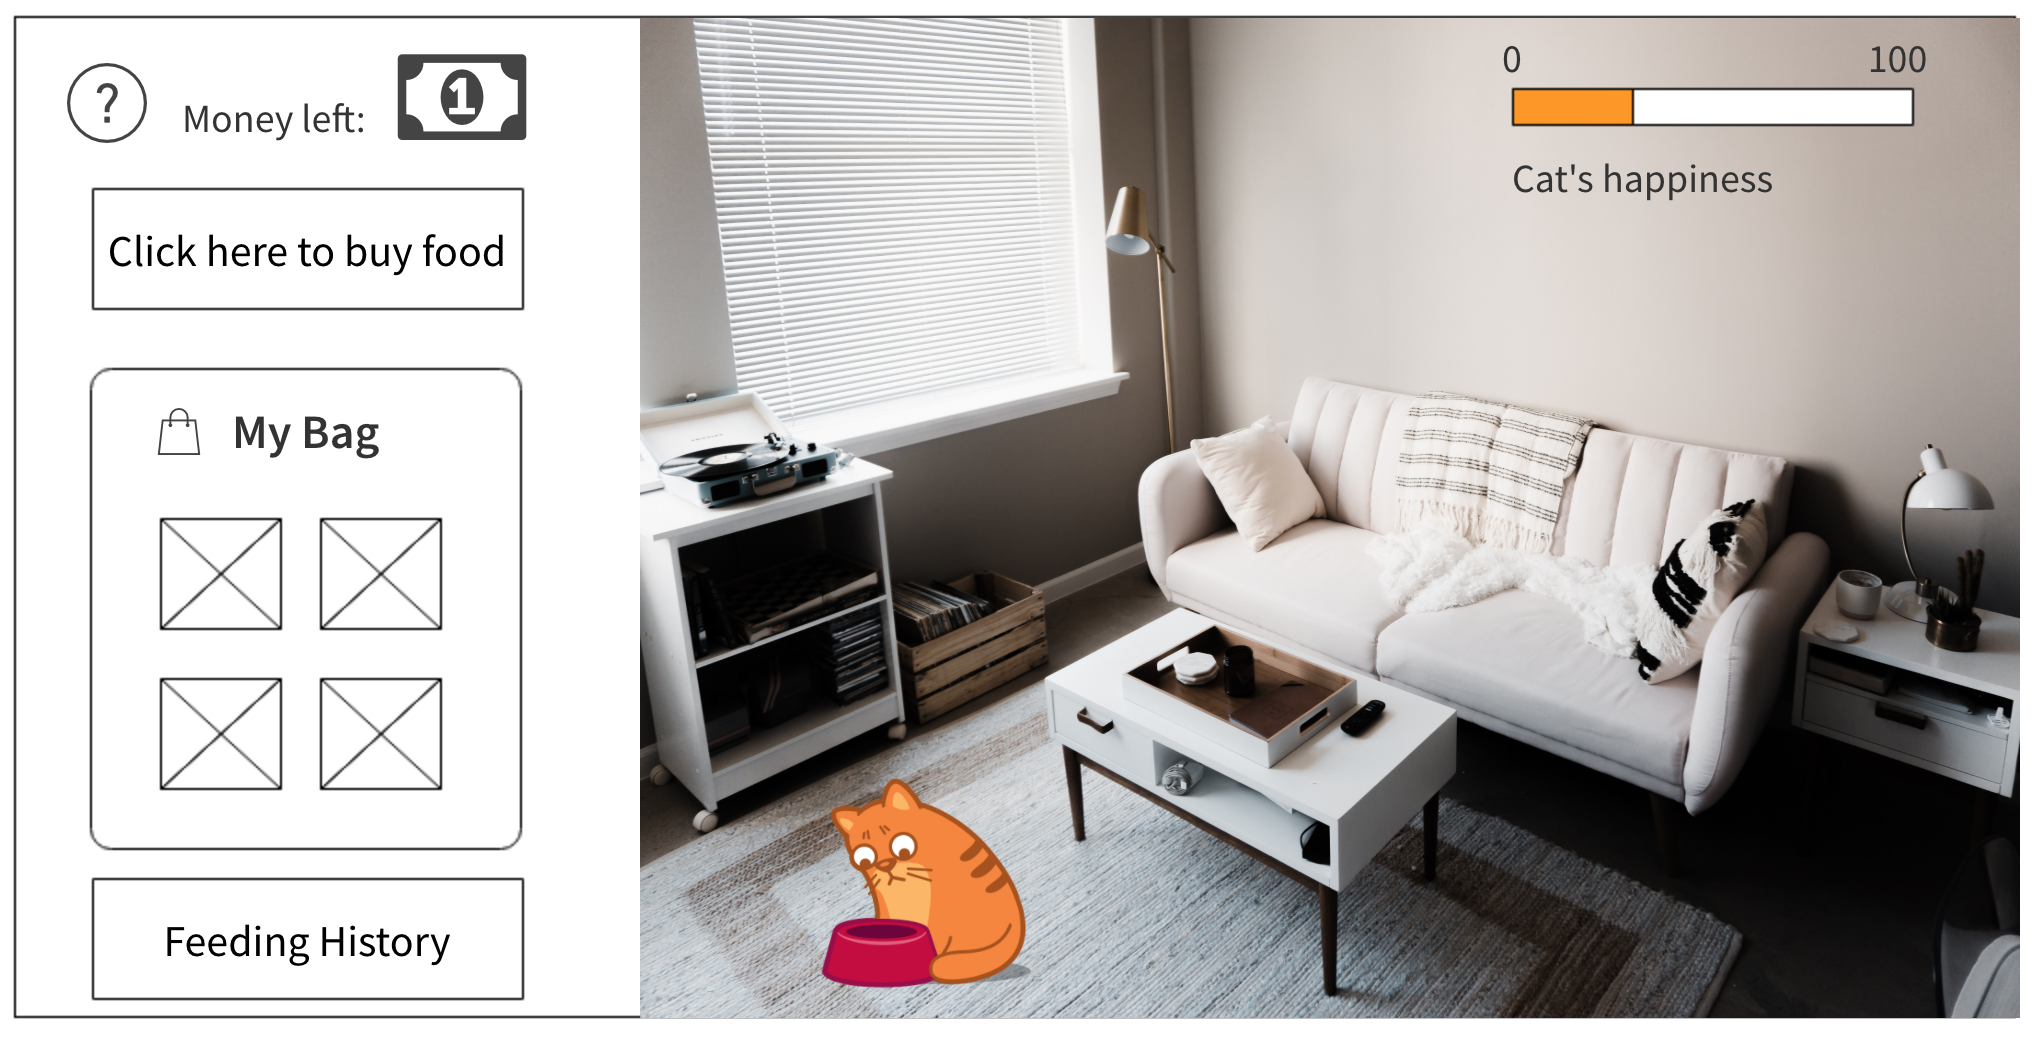 ?
Money left:
1
Click here to buy food
My Bag
Feeding History
0
100
Cat's happiness